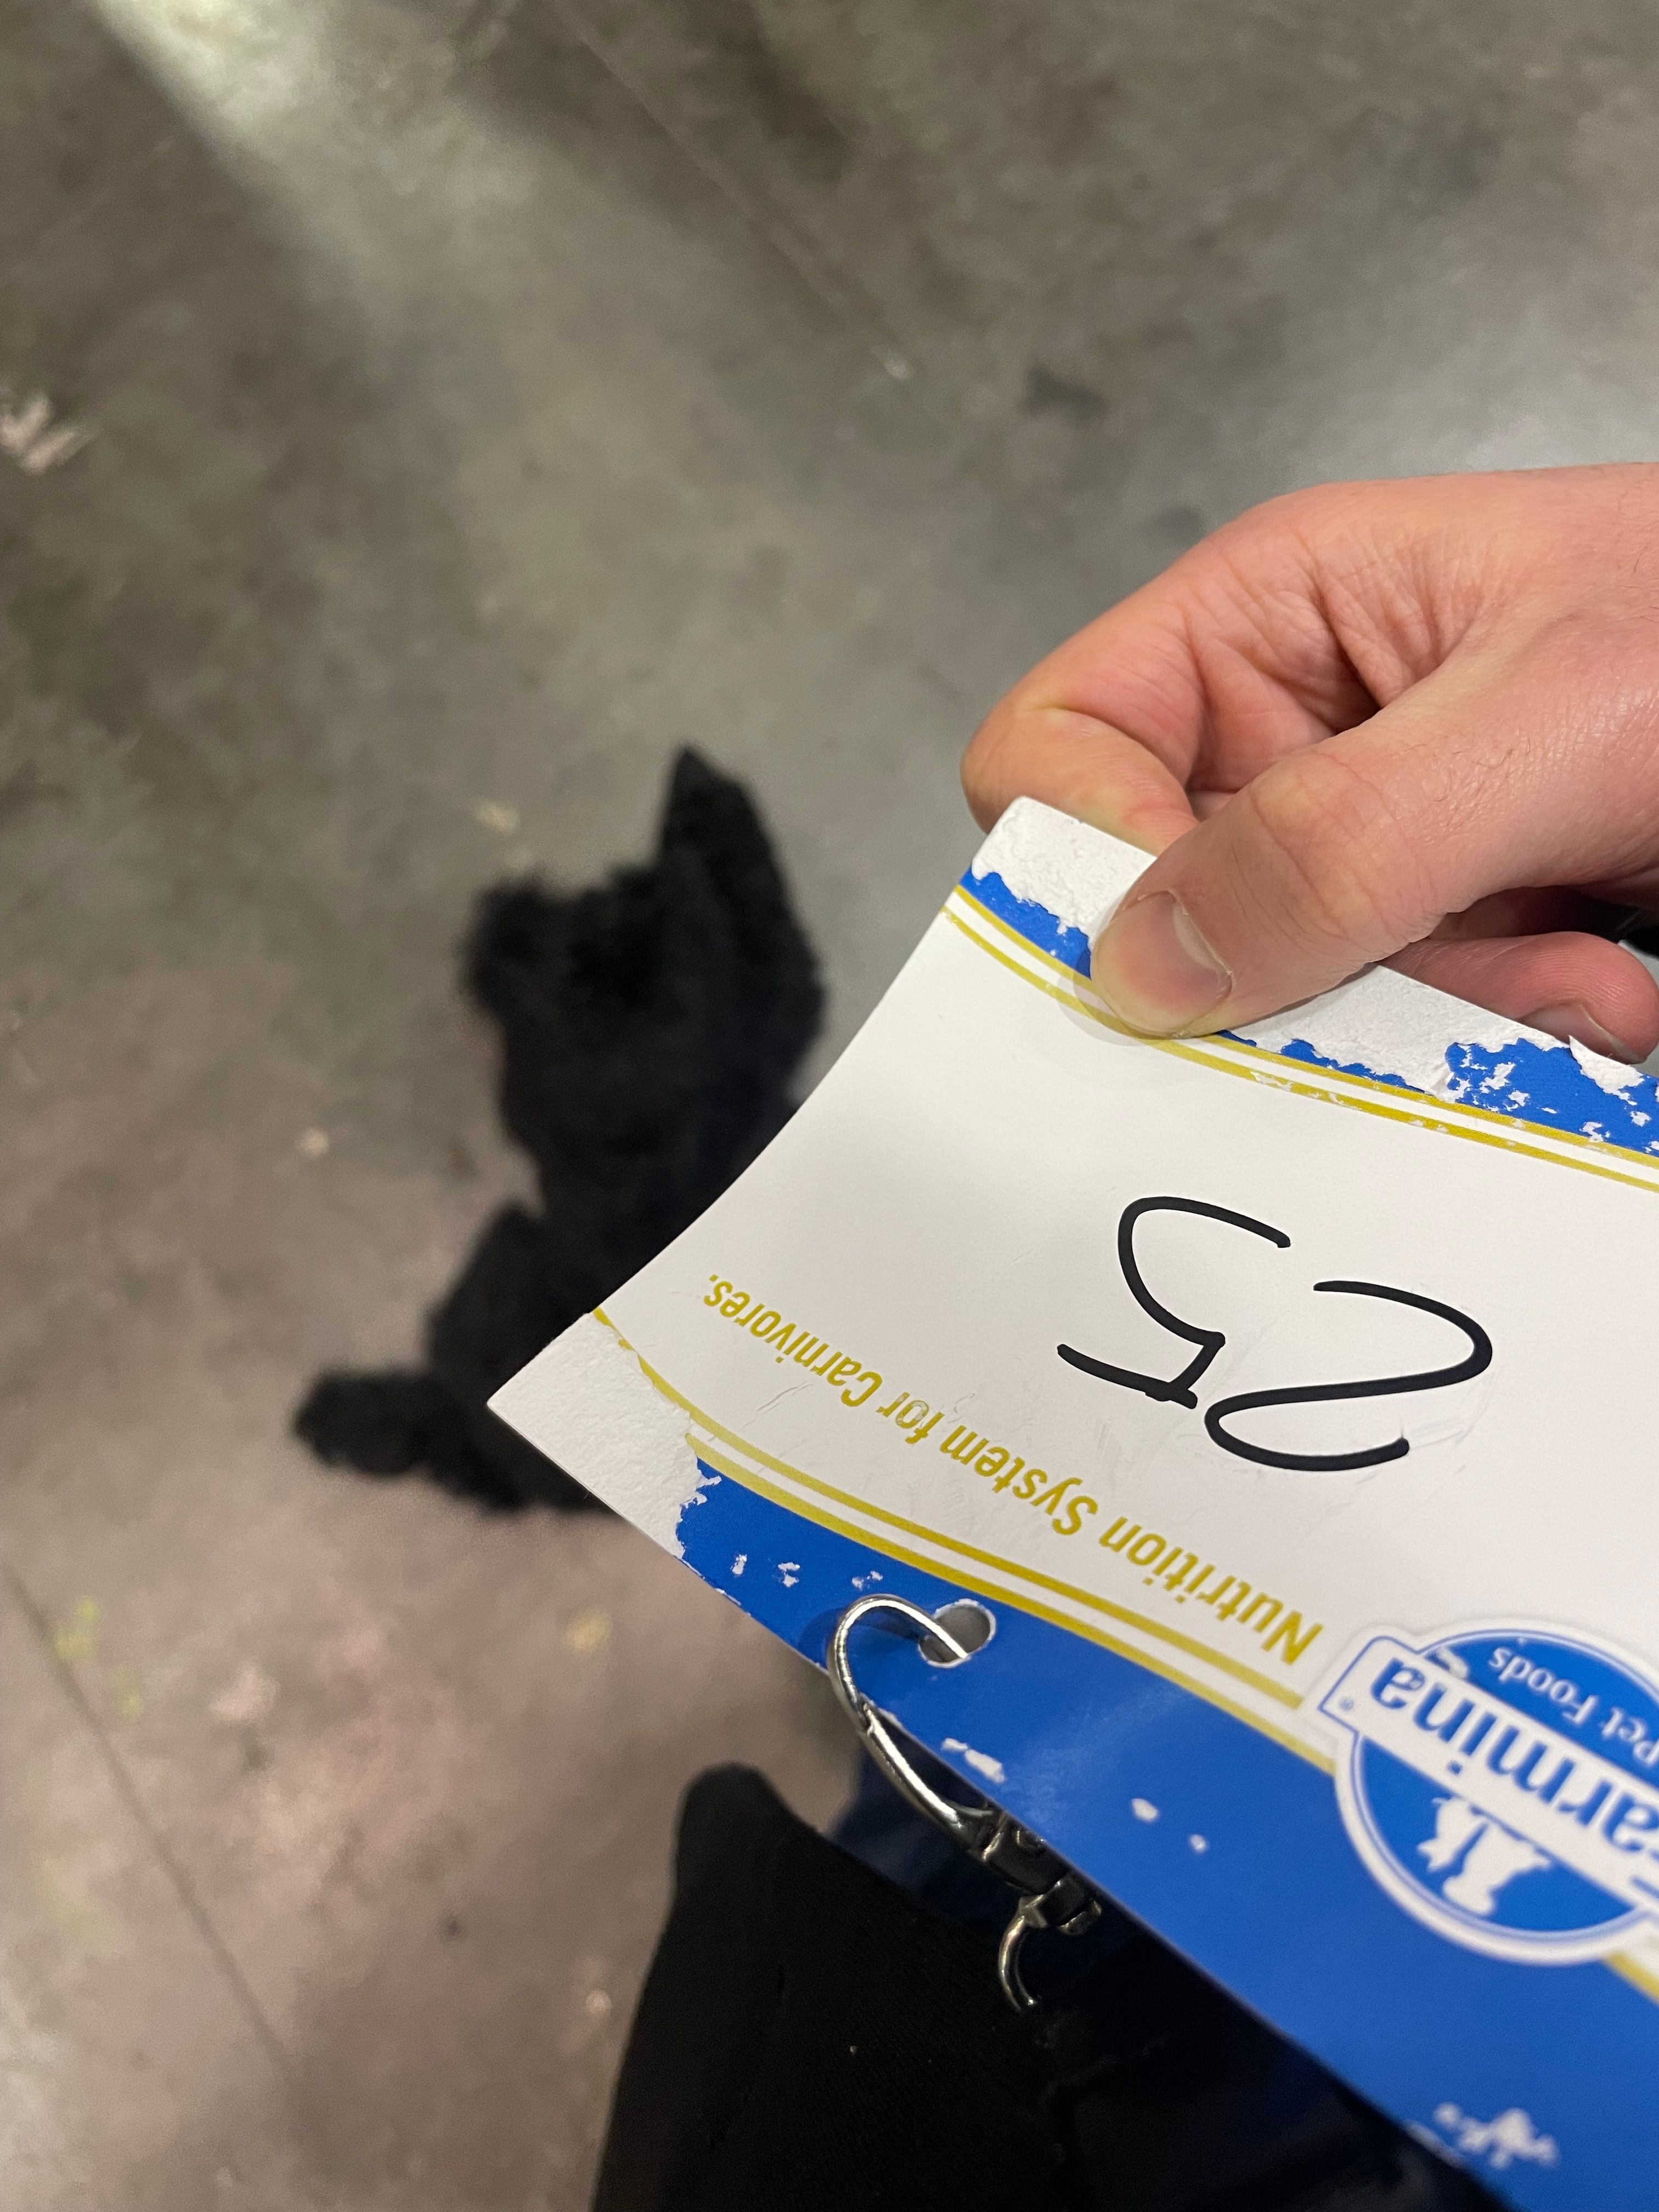 Farmina®
Pet Foods
Nutrition System for Carnivores.
25